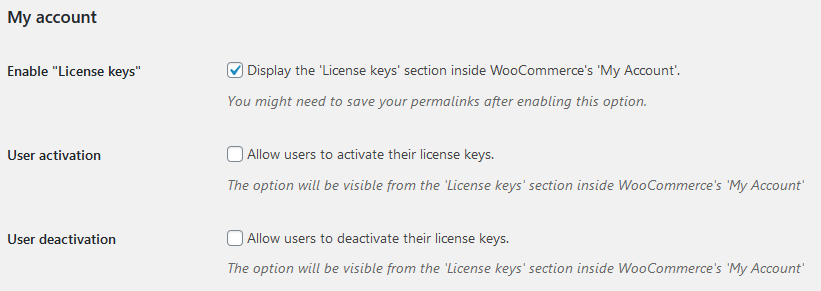 My account
Enable "License keys"
Display the 'License keys' section inside WooCommerce's 'My Account'.
You might need to save your permalinks after enabling this option.
User activation
Allow users to activate their license keys.
The option will be visible from the 'License keys' section inside WooCommerce's 'My Account'
User deactivation
Allow users to deactivate their license keys.
The option will be visible from the 'License keys' section inside WooCommerce's 'My Account'